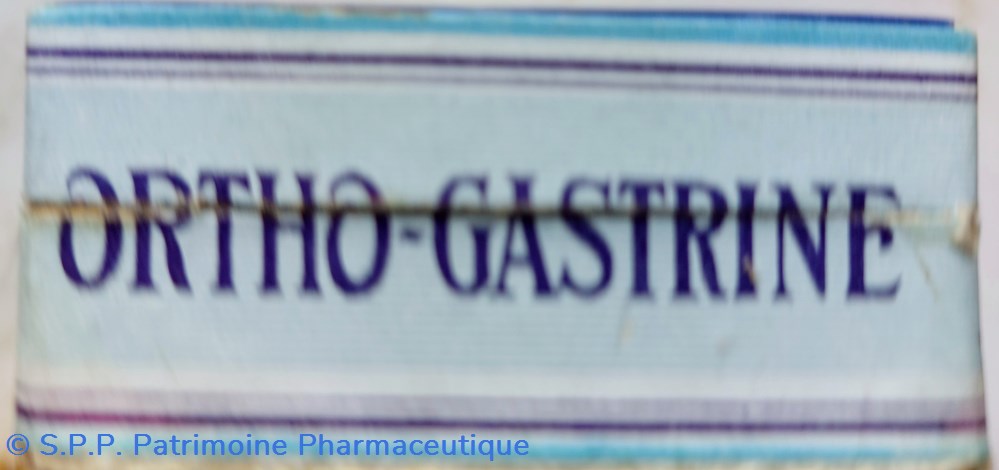 ORTHO-GASTRINE
© S.P.P. Patrimoine Pharmaceutique